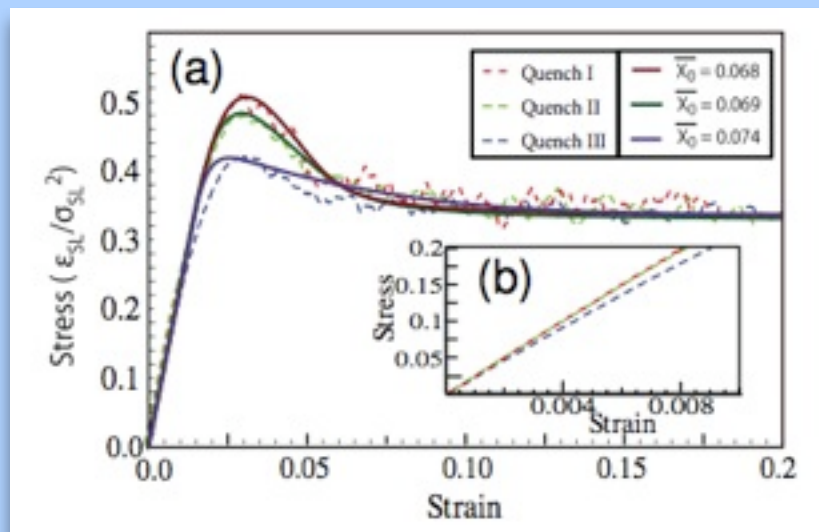 (a)
Quench I
Quench II
Quench III
X̅₀ = 0.068
X̅₀ = 0.069
X̅₀ = 0.074
Stress ( ε_SL/σ_SL²)
0.5
0.4
0.3
0.2
0.1
0.0
0.0 0.05 0.10 0.15 0.2
Strain
(b)
Stress
0.2
0.15
0.1
0.05
0.004 0.008
Strain